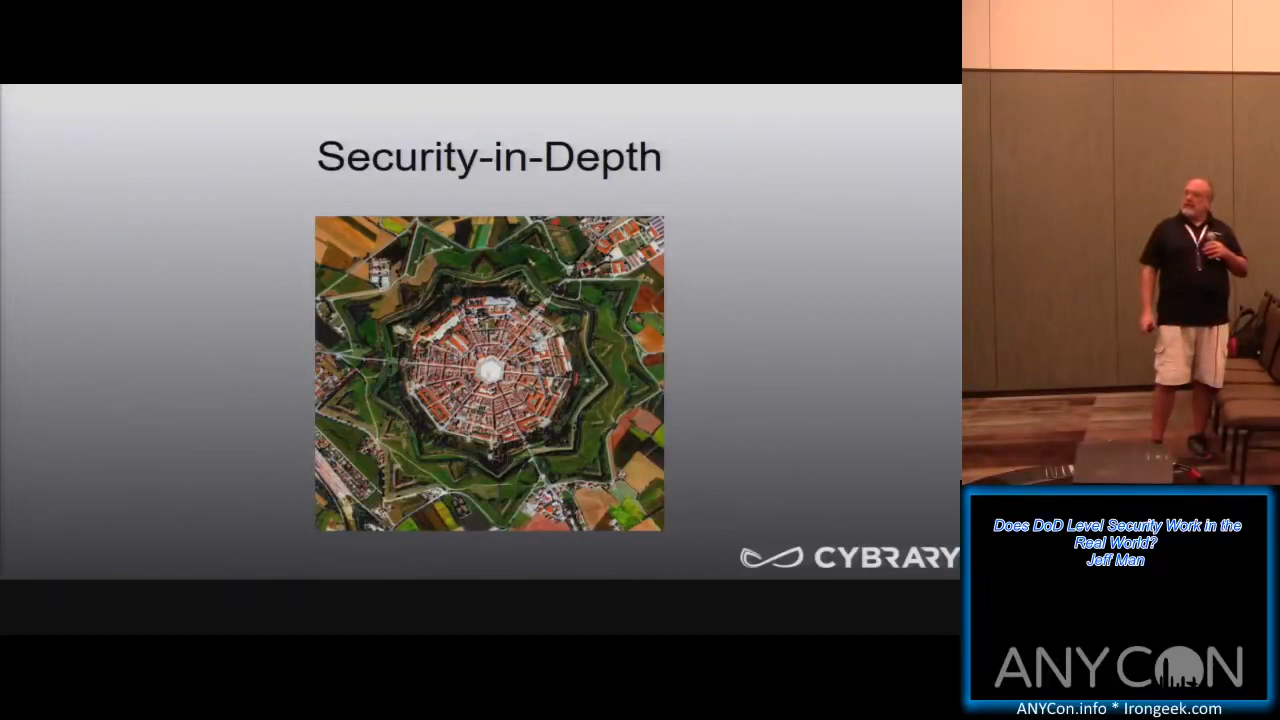 Security-in-Depth
CYBRARY
Does DoD Level Security Work in the
Real World?
Jeff Man
ANYCON
ANYCon.info * Irongeek.com